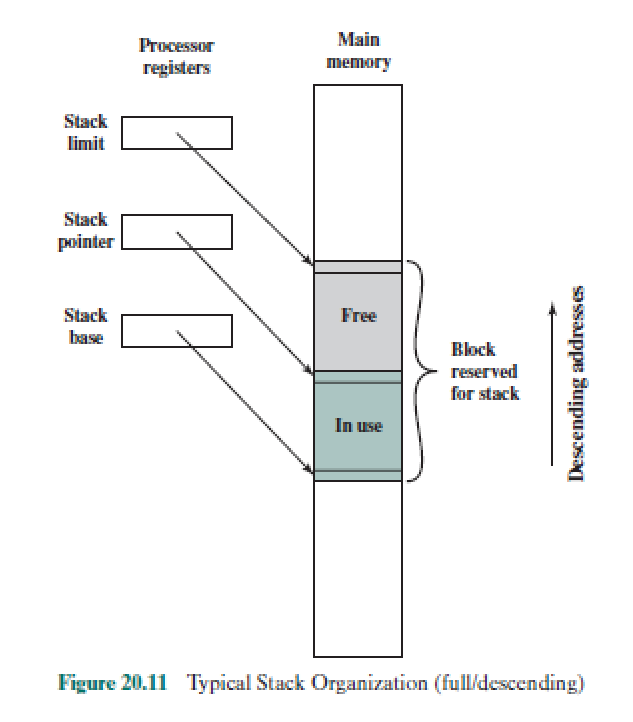 Processor
registers
Main
memory
Stack
limit
Stack
pointer
Stack
base
Free
In use
Block
reserved
for stack
Descending addresses
Figure 20.11 Typical Stack Organization (full/descending)